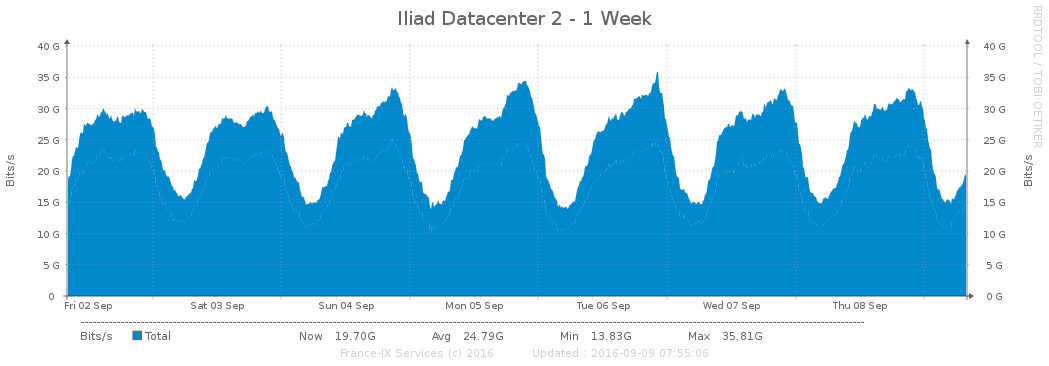 Iliad Datacenter 2 - 1 Week
RRDTOOL / TOBI OETIKER
Bits/s
40 G 40 G
35 G 35 G
30 G 30 G
25 G 25 G
20 G 20 G
15 G 15 G
10 G 10 G
5 G 5 G
0 0 G
Bits/s
Fri 02 Sep Sat 03 Sep Sun 04 Sep Mon 05 Sep Tue 06 Sep Wed 07 Sep Thu 08 Sep
Bits/s Total Now 19.70G Avg 24.79G Min 13.83G Max 35.81G
France-IX Services (c) 2016 Updated : 2016-09-09 07:55:06